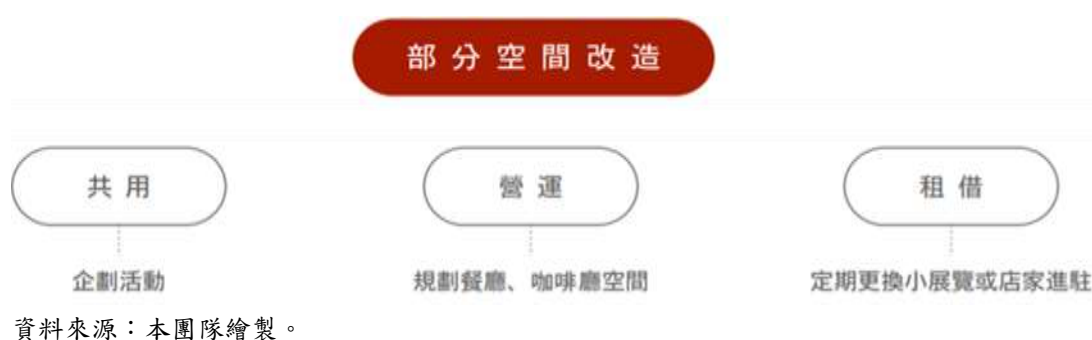 部分空間改造
共用
營運
租借
企劃活動
規劃餐廳、咖啡廳空間
定期更換小展覽或店家進駐
資料來源：本團隊繪製。